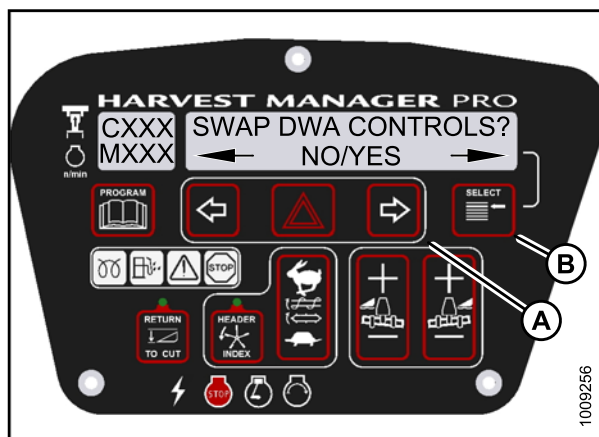 HARVEST MANAGER PRO
CXXX
MXXX
SWAP DWA CONTROLS?
NO/YES
n/min
PROGRAM
SELECT
B
A
STOP
RETURN
TO CUT
HEADER
INDEX
STOP
1009256